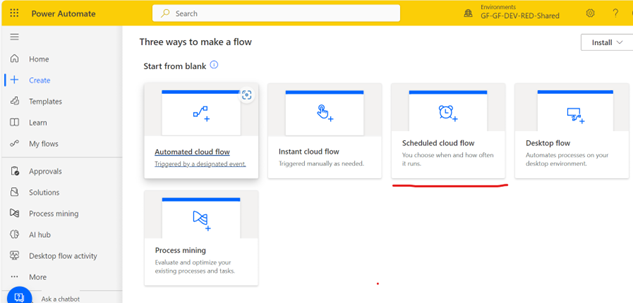 Power Automate
Search
Environments
GF-GF-DEV-RED-Shared
?
Home
Create
Templates
Learn
My flows
Approvals
Solutions
Process mining
AI hub
Desktop flow activity
More
Ask a chatbot
Three ways to make a flow
Install
Start from blank
Automated cloud flow
Triggered by a designated event.
Instant cloud flow
Triggered manually as needed.
Scheduled cloud flow
You choose when and how often
it runs.
Desktop flow
Automates processes on your
desktop environment.
Process mining
Evaluate and optimize your
existing processes and tasks.